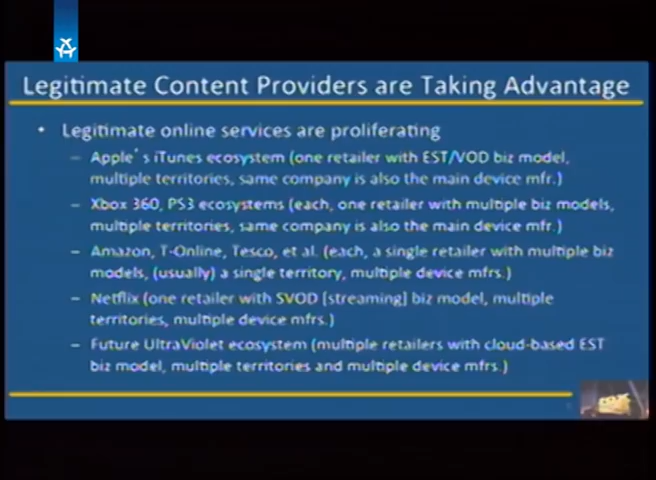 Legitimate Content Providers are Taking Advantage
• Legitimate online services are proliferating
– Apple's iTunes ecosystem (one retailer with EST/VOD biz model,
multiple territories, same company is also the main device mfr.)
– Xbox 360, PS3 ecosystems (each, one retailer with multiple biz models,
multiple territories, same company is also the main device mfr.)
– Amazon, T-Online, Tesco, et al. (each, a single retailer with multiple biz
models, (usually) a single territory, multiple device mfrs.)
– Netflix (one retailer with SVOD [streaming] biz model, multiple
territories, multiple device mfrs.)
– Future UltraViolet ecosystem (multiple retailers with cloud-based EST
biz model, multiple territories and multiple device mfrs.)